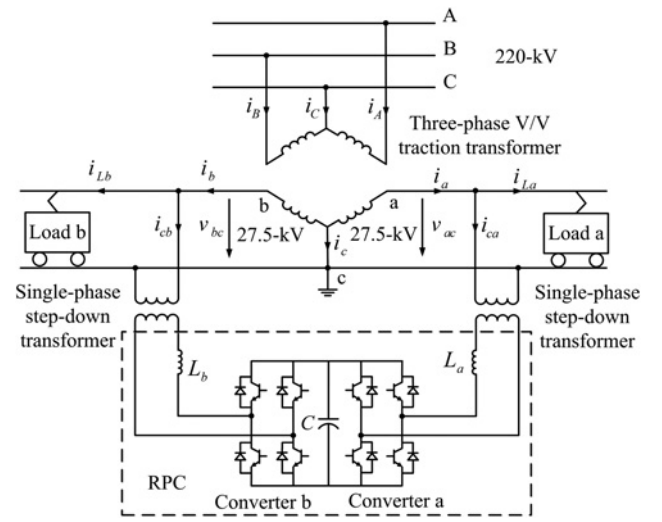 A
B
220-kV
C
i_B
i_C
i_A
Three-phase V/V
traction transformer
i_Lb
i_b
i_a
i_La
b
a
Load b
i_cb
v_bc
27.5-kV
i_c
27.5-kV
v_ac
i_ca
Load a
c
Single-phase
step-down
transformer
Single-phase
step-down
transformer
L_b
L_a
C
RPC
Converter b
Converter a